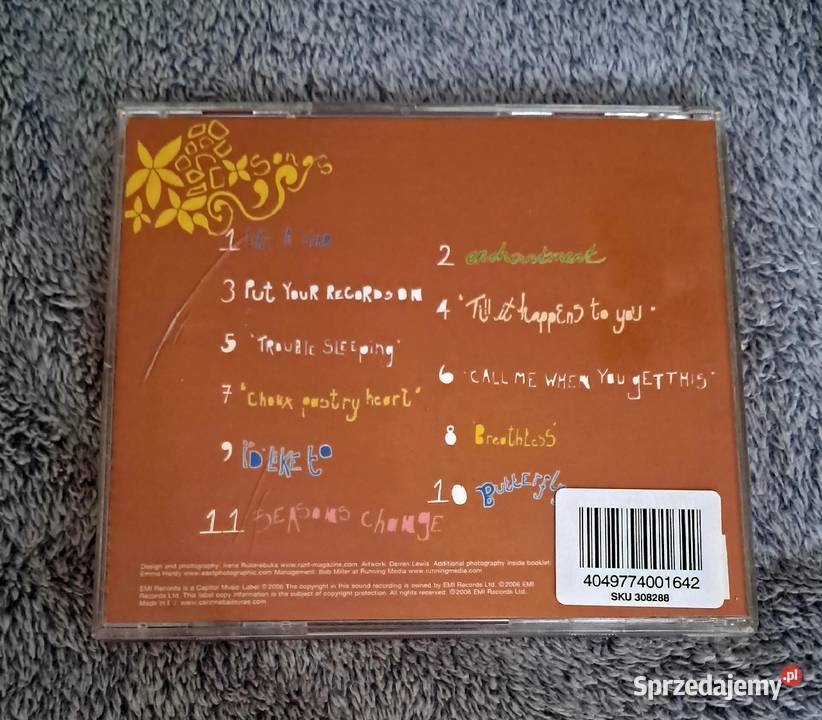 songs
1 like a star
2 enchantment
3 Put Your Records on
4 'Till it happens to you'
5 'Trouble Sleeping'
6 'CALL ME WHEN YOU gET THIS'
7 "Choux pastry heart"
8 'Breathless'
9 I'D LIKE to
10 Butterfly
11 SEASONS ChANgE
Design and photography: Irene Rukerebuka www.rant-magazine.com Artwork: Darren Lewis Additional photography inside booklet:
Emma Hardy www.eastphotographic.com Management: Bob Miller at Running Media www.runningmedia.com
EMI Records is a Capitol Music Label ©2006 The copyright in this sound recording is owned by EMI Records Ltd. ©2006 EMI
Records Ltd. This label copy information is the subject of copyright protection. All rights reserved. ©2006 EMI Records Ltd.
Made in EU. www.corinnebaileyrae.com
4049774001642
SKU 308288
Sprzedajemy.pl